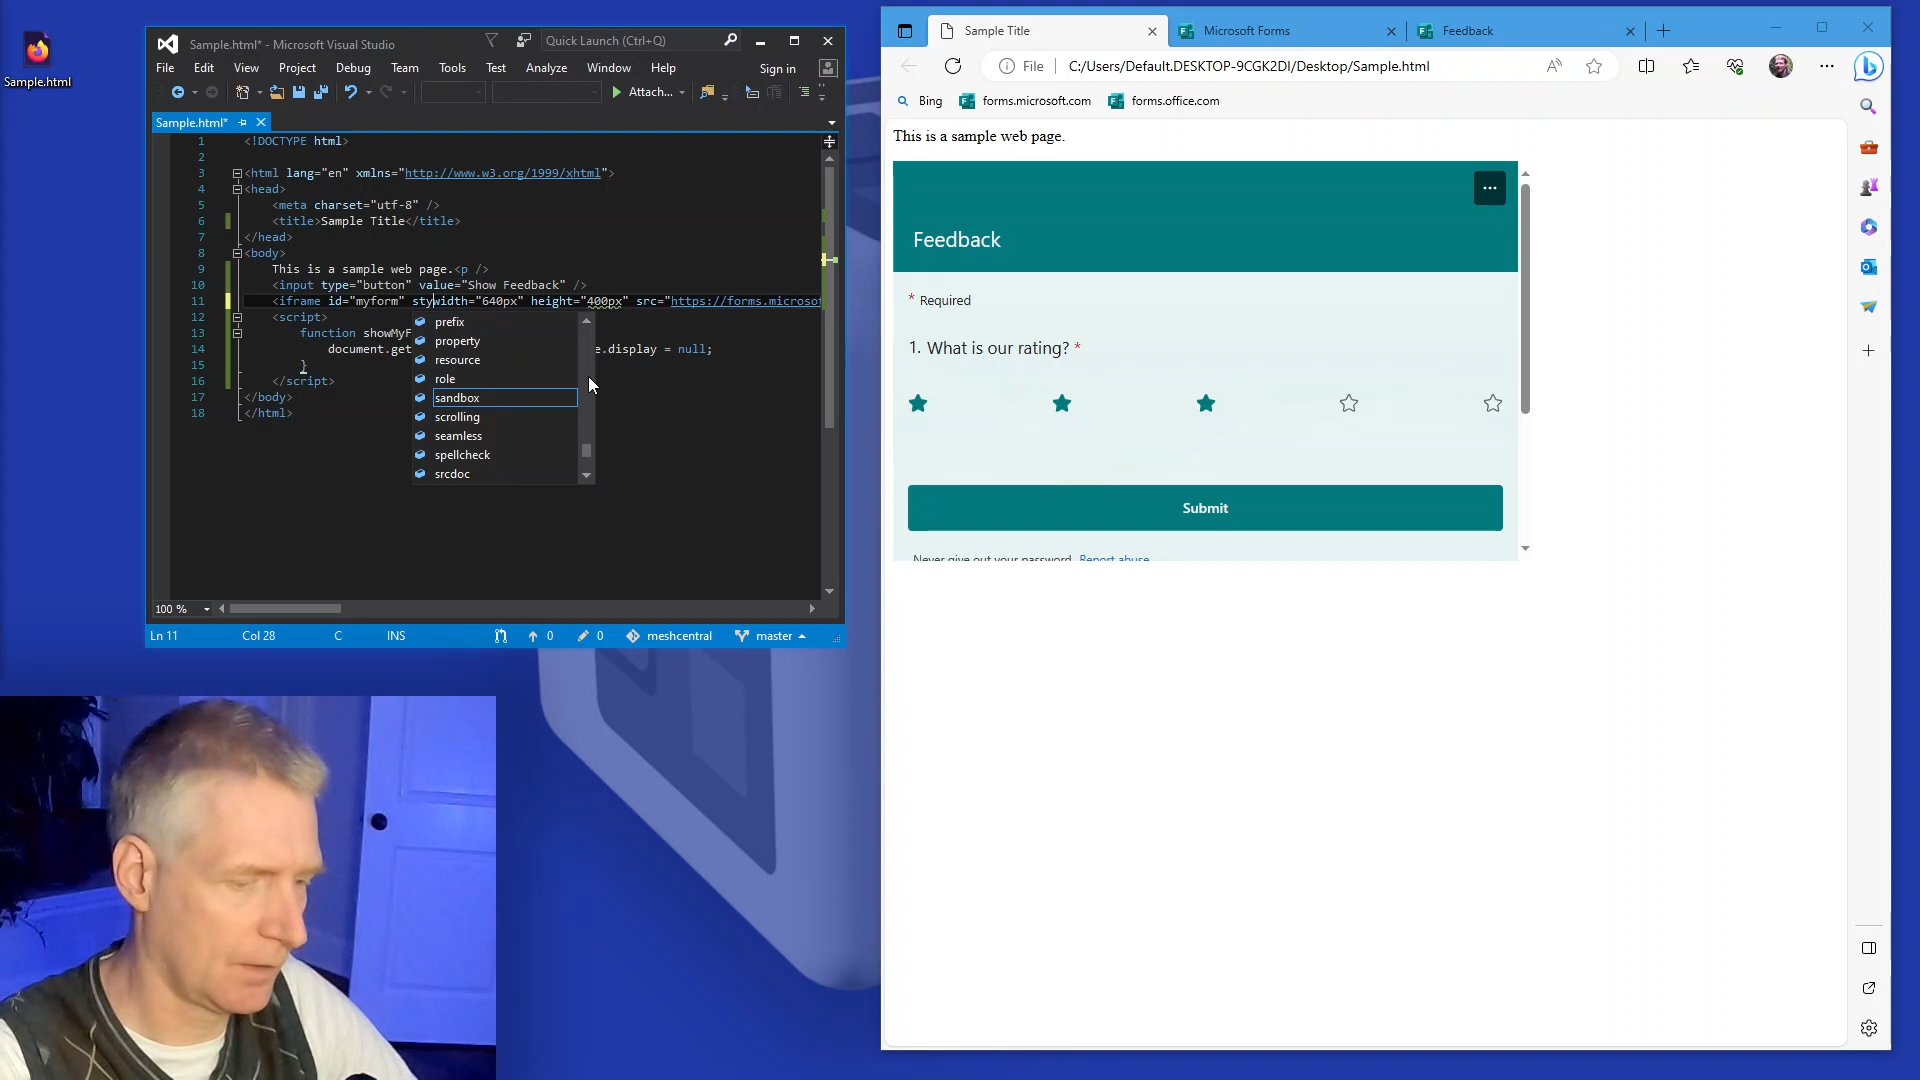 Sample.html
Sample.html* - Microsoft Visual Studio
Quick Launch (Ctrl+Q)
File Edit View Project Debug Team Tools Test Analyze Window Help
Sign in
Attach...
Sample.html*
1 <!DOCTYPE html>
2
3 <html lang="en" xmlns="http://www.w3.org/1999/xhtml">
4 <head>
5 <meta charset="utf-8" />
6 <title>Sample Title</title>
7 </head>
8 <body>
9 This is a sample web page.<p />
10 <input type="button" value="Show Feedback" />
11 <iframe id="myform" stywidth="640px" height="400px" src="https://forms.microsof
12 <script>
13 function showMyF
14 document.get e.display = null;
15 }
16 </script>
17 </body>
18 </html>
prefix
property
resource
role
sandbox
scrolling
seamless
spellcheck
srcdoc
100 %
Ln 11 Col 28 C INS 0 0 meshcentral master
Sample Title
Microsoft Forms
Feedback
File C:/Users/Default.DESKTOP-9CGK2DI/Desktop/Sample.html
Bing forms.microsoft.com forms.office.com
This is a sample web page.
...
Feedback
* Required
1. What is our rating? *
Submit
Never give out your password. Report abuse